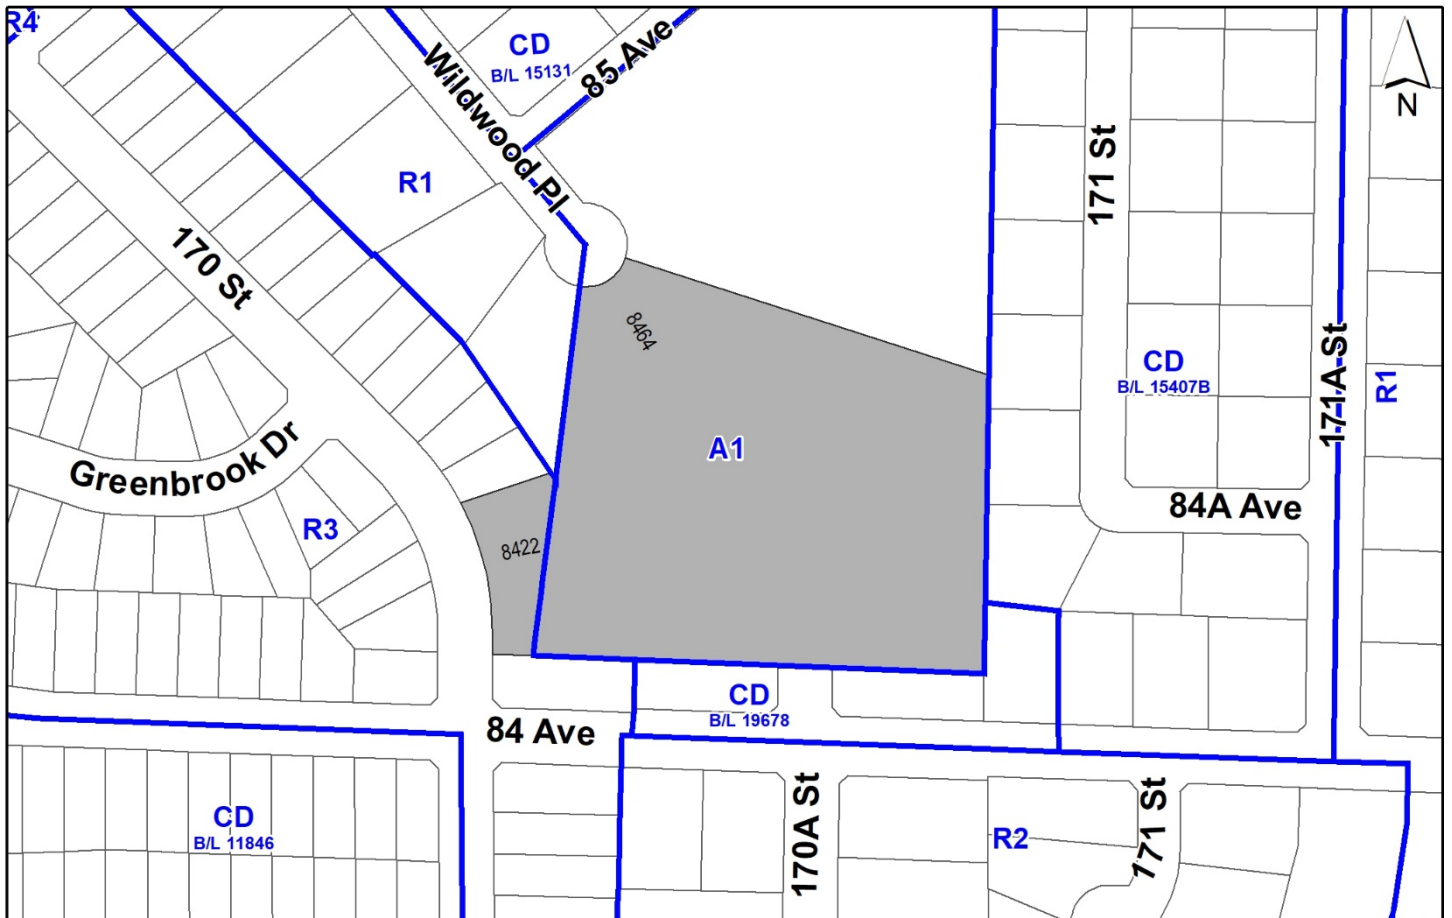 R4
CD
B/L 15131
85 Ave
Wildwood Pl
N
R1
171 St
170 St
8464
CD
B/L 15407B
171A St
R1
A1
Greenbrook Dr
84A Ave
R3
8422
CD
B/L 19678
84 Ave
CD
B/L 11846
170A St
R2
171 St